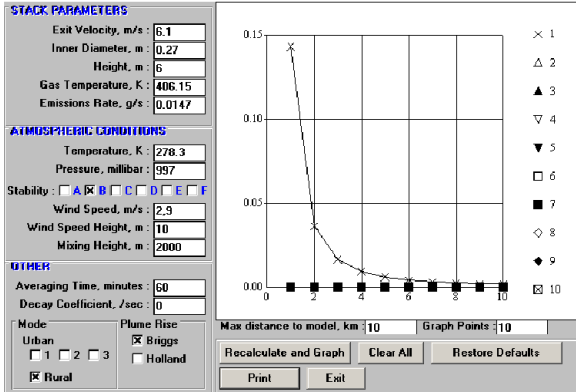 STACK PARAMETERS
Exit Velocity, m/s : 6.1
Inner Diameter, m : 0.27
Height, m : 6
Gas Temperature, K : 406.15
Emissions Rate, g/s : 0.0147
ATMOSPHERIC CONDITIONS
Temperature, K : 278.3
Pressure, millibar : 997
Stability : A B C D E F
Wind Speed, m/s : 2,9
Wind Speed Height, m : 10
Mixing Height, m : 2000
OTHER
Averaging Time, minutes : 60
Decay Coefficient, /sec : 0
Mode
Urban
1 2 3
Rural
Plume Rise
Briggs
Holland
0.15
0.10
0.05
0.00
0 2 4 6 8 10
1
2
3
4
5
6
7
8
9
10
Max distance to model, km : 10 Graph Points : 10
Recalculate and Graph Clear All Restore Defaults
Print Exit